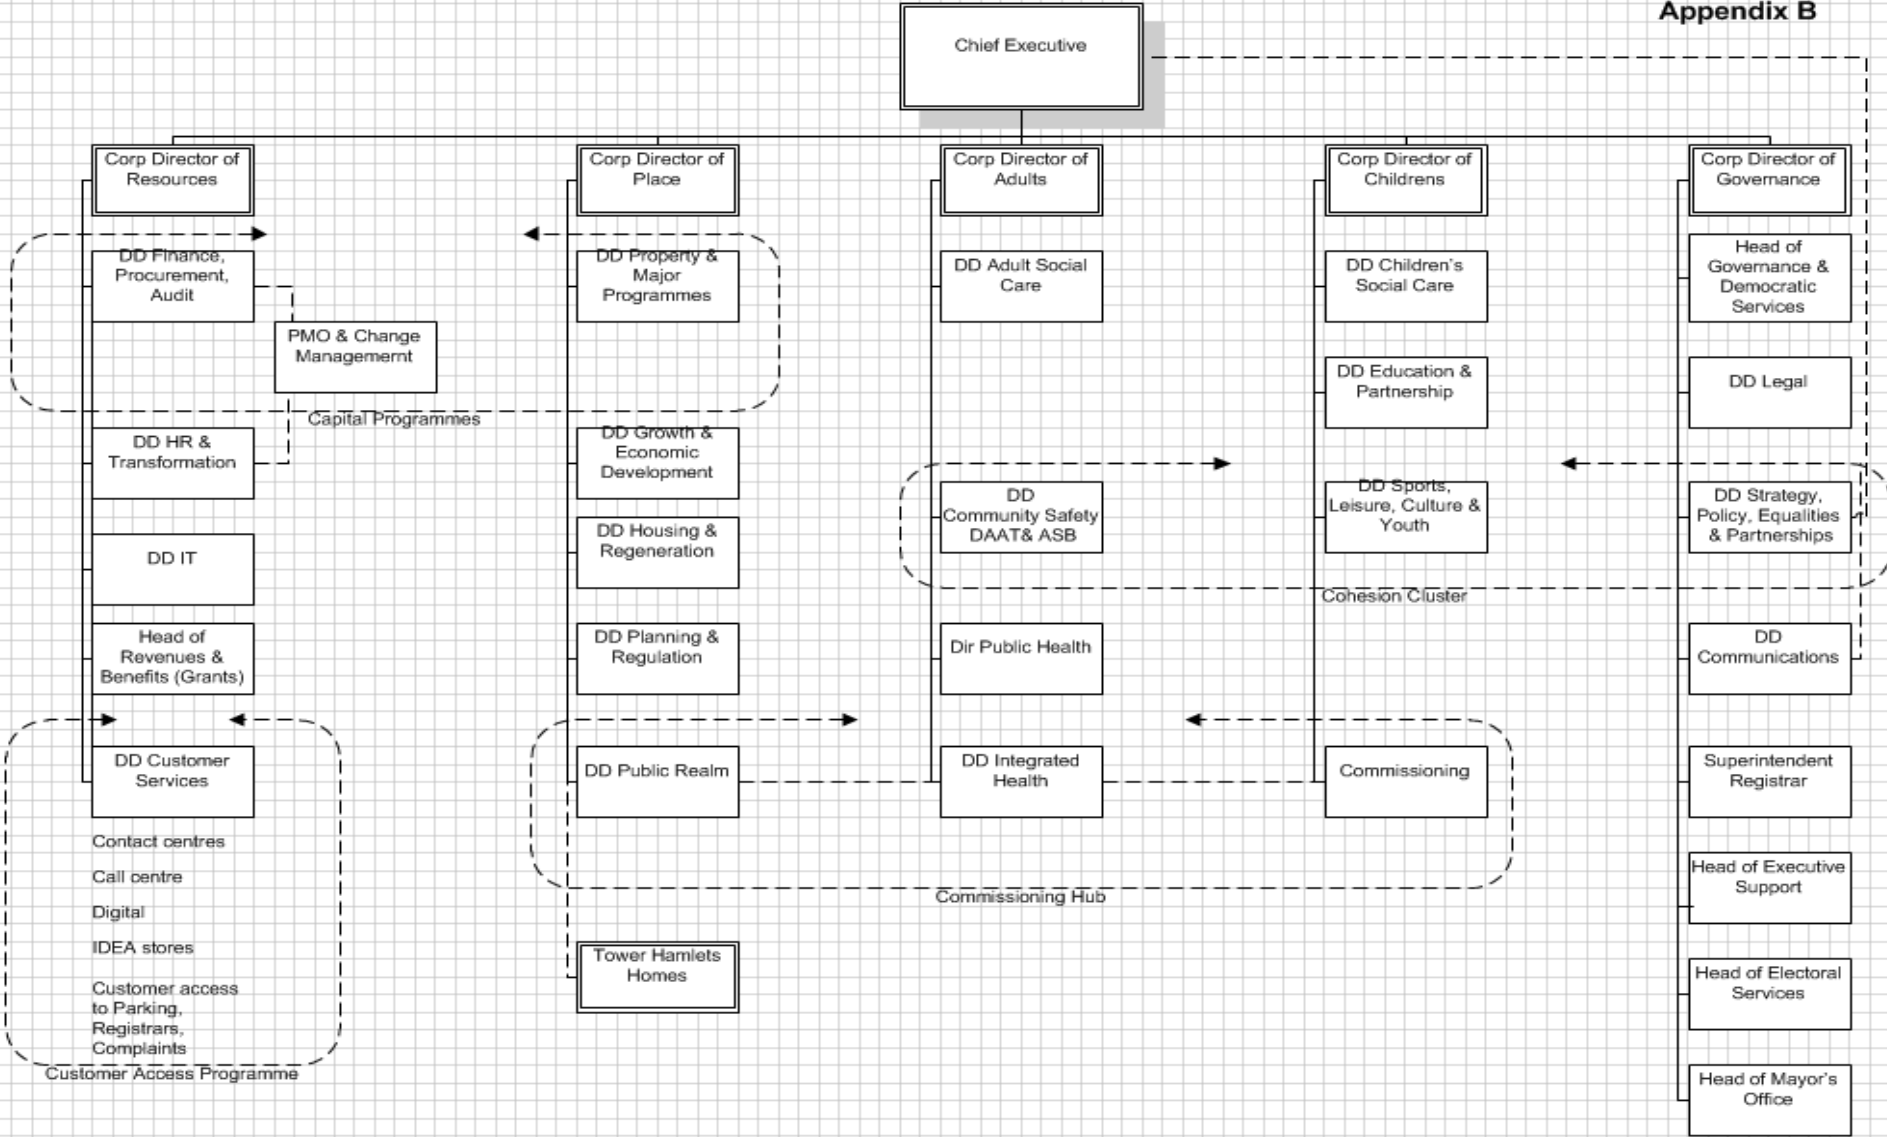 Appendix B
Chief Executive
Corp Director of
Resources
Corp Director of
Place
Corp Director of
Adults
Corp Director of
Childrens
Corp Director of
Governance
DD Finance,
Procurement,
Audit
PMO & Change
Managemernt
Capital Programmes
DD HR &
Transformation
DD IT
Head of
Revenues &
Benefits (Grants)
DD Customer
Services
Contact centres
Call centre
Digital
IDEA stores
Customer access
to Parking,
Registrars,
Complaints
Customer Access Programme
DD Property &
Major
Programmes
DD Growth &
Economic
Development
DD Housing &
Regeneration
DD Planning &
Regulation
DD Public Realm
Tower Hamlets
Homes
DD Adult Social
Care
DD
Community Safety
DAAT& ASB
Dir Public Health
DD Integrated
Health
Commissioning Hub
DD Children's
Social Care
DD Education &
Partnership
DD Sports,
Leisure, Culture &
Youth
Cohesion Cluster
Commissioning
Head of
Governance &
Democratic
Services
DD Legal
DD Strategy,
Policy, Equalities
& Partnerships
DD
Communications
Superintendent
Registrar
Head of Executive
Support
Head of Electoral
Services
Head of Mayor's
Office